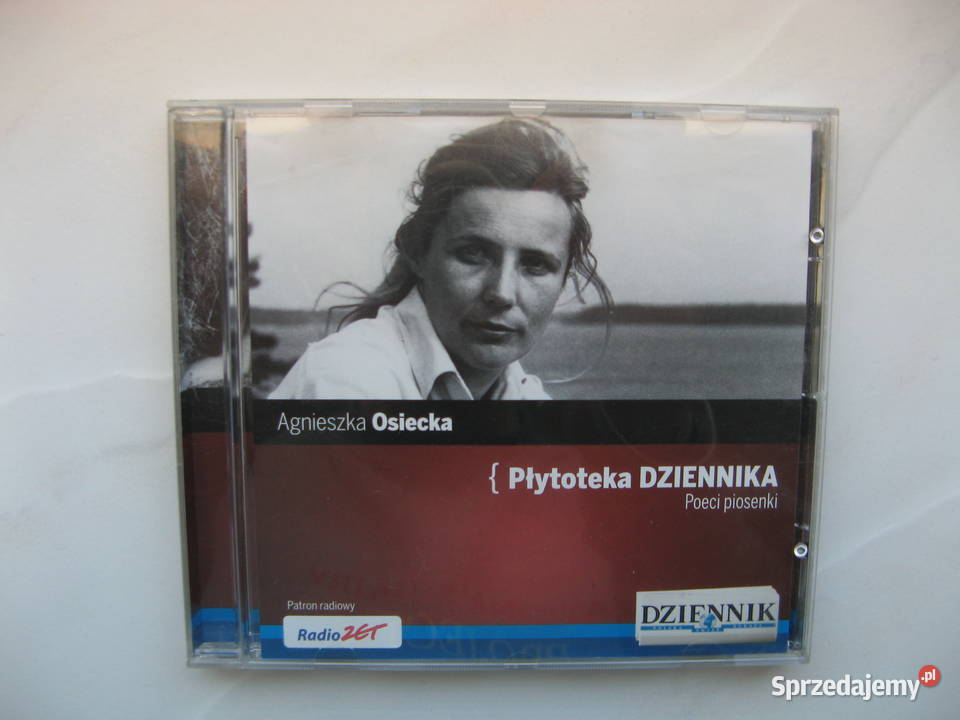 Agnieszka Osiecka
{ Płytoteka DZIENNIKA
Poeci piosenki
Patron radiowy
Radio ZET
DZIENNIK
Sprzedajemy.pl